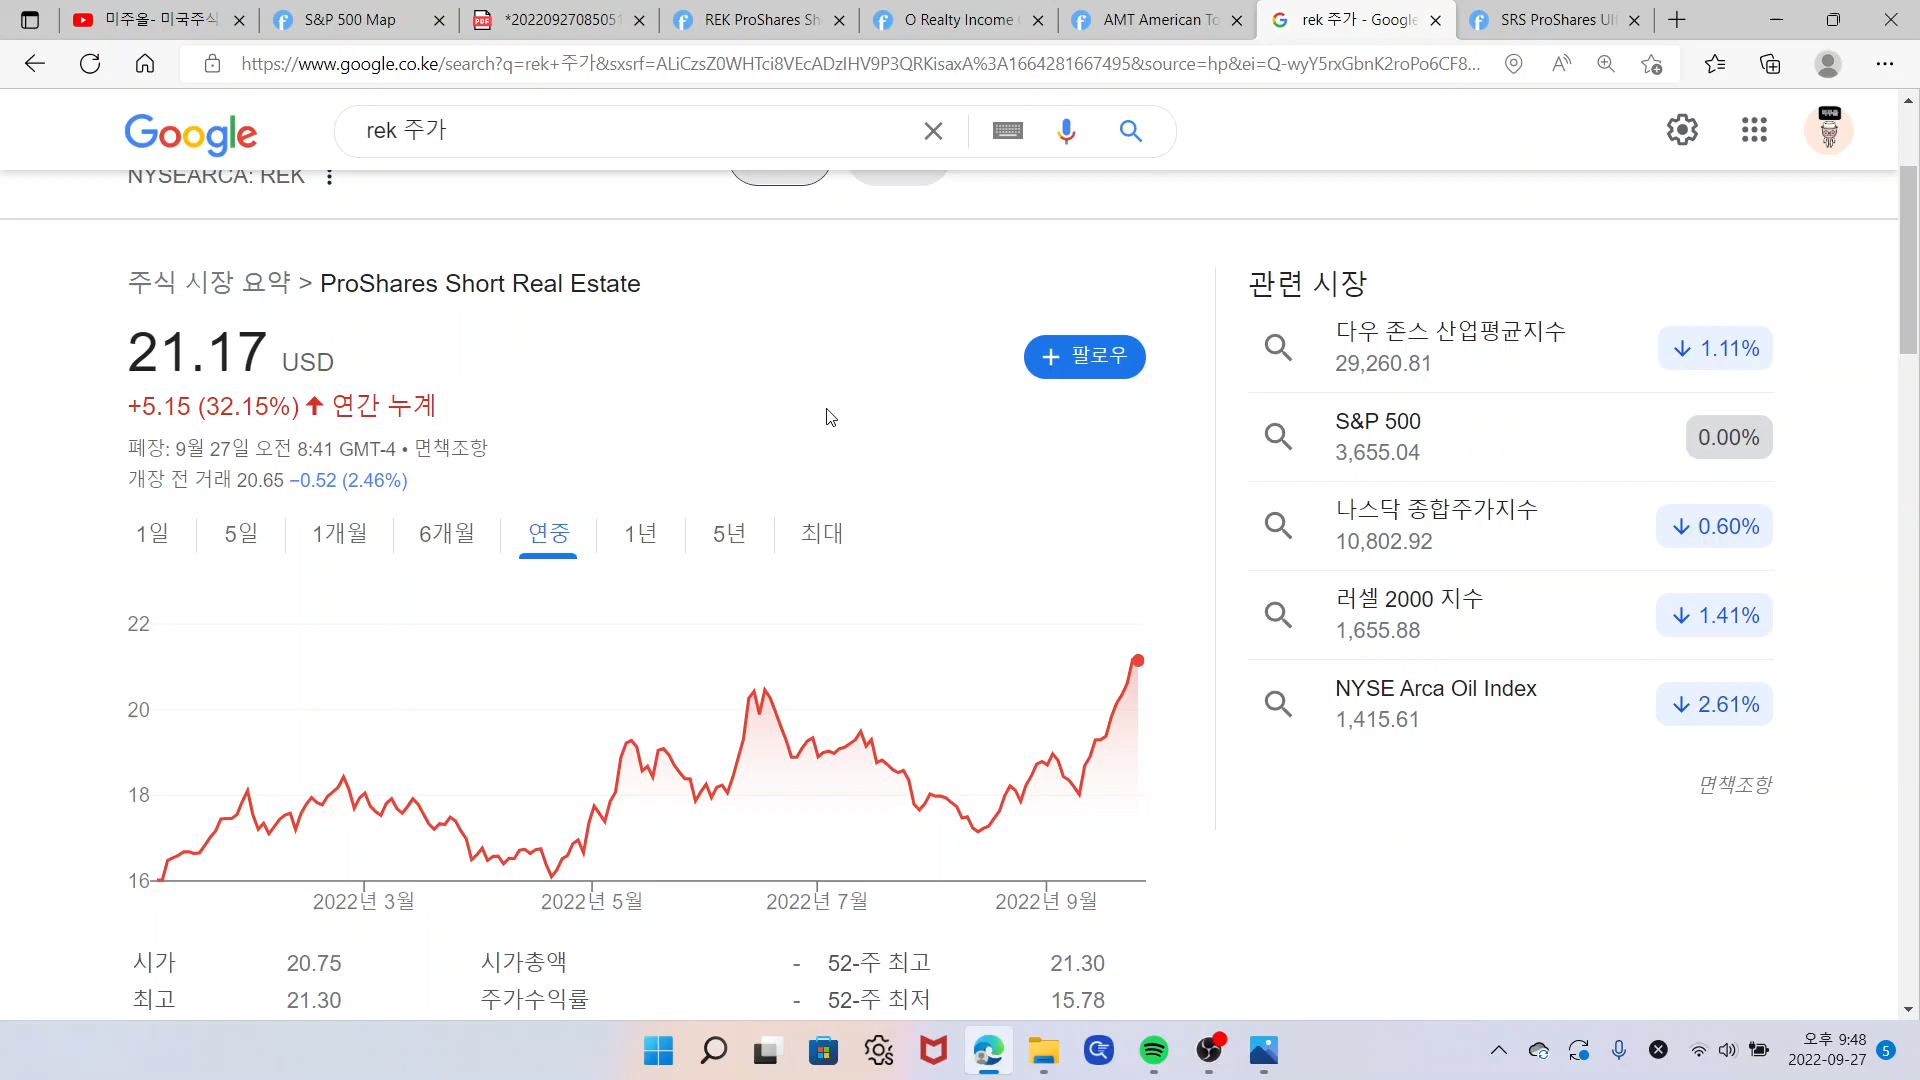 미주올- 미국주식
S&P 500 Map
*20220927085051
REK ProShares Sh
O Realty Income
AMT American To
rek 주가 - Google
SRS ProShares Ul
https://www.google.co.ke/search?q=rek+주가&sxsrf=ALiCzsZ0WHTci8VEcADzIHV9P3QRKisaxA%3A1664281667495&source=hp&ei=Q-wyY5rxGbnK2roPo6CF8...
Google
rek 주가
NYSEARCA: REK
주식 시장 요약 > ProShares Short Real Estate
21.17 USD
+ 팔로우
+5.15 (32.15%) ↑ 연간 누계
폐장: 9월 27일 오전 8:41 GMT-4 • 면책조항
개장 전 거래 20.65 −0.52 (2.46%)
1일 5일 1개월 6개월 연중 1년 5년 최대
22
20
18
16
2022년 3월 2022년 5월 2022년 7월 2022년 9월
시가 20.75 시가총액 - 52-주 최고 21.30
최고 21.30 주가수익률 - 52-주 최저 15.78
관련 시장
다우 존스 산업평균지수
29,260.81
↓ 1.11%
S&P 500
3,655.04
0.00%
나스닥 종합주가지수
10,802.92
↓ 0.60%
러셀 2000 지수
1,655.88
↓ 1.41%
NYSE Arca Oil Index
1,415.61
↓ 2.61%
면책조항
오후 9:48
2022-09-27
5